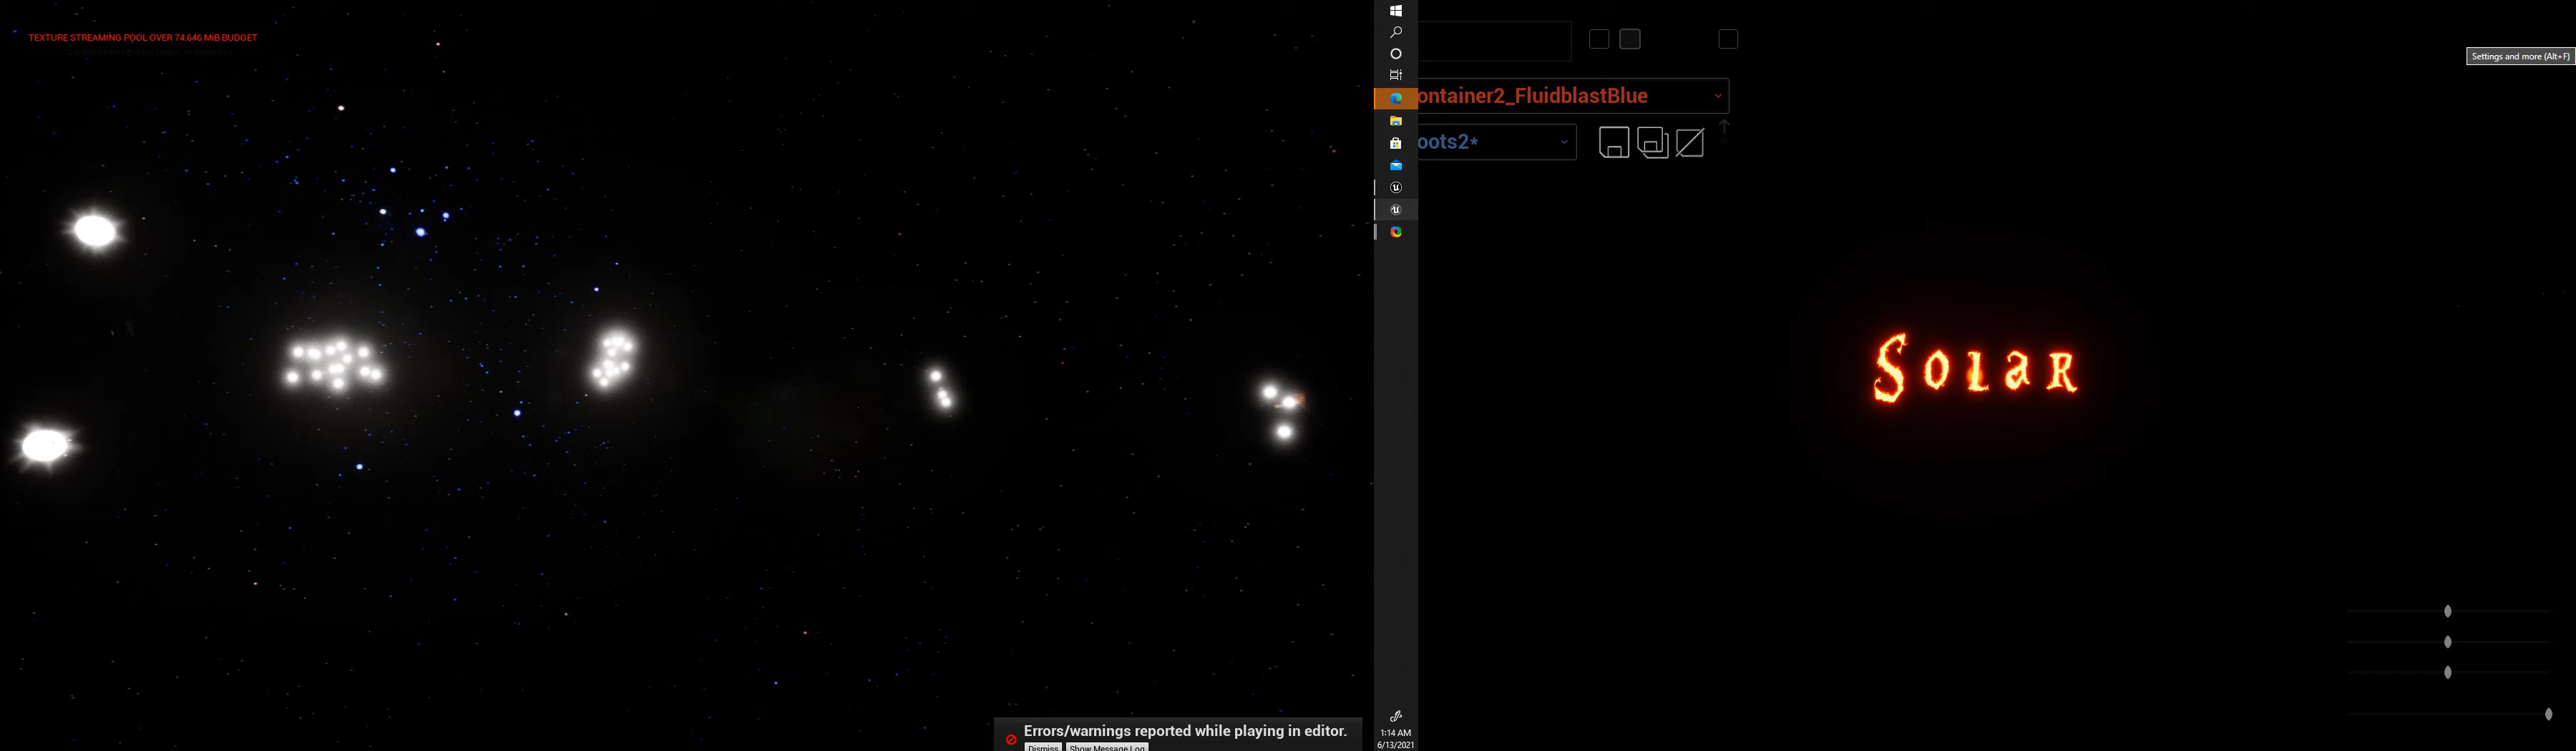 TEXTURE STREAMING POOL OVER 74.646 MiB BUDGET
Settings and more (Alt+F)
ontainer2_FluidblastBlue
oots2*
Solar
Errors/warnings reported while playing in editor.
Dismiss Show Message Log
1:14 AM
6/13/2021